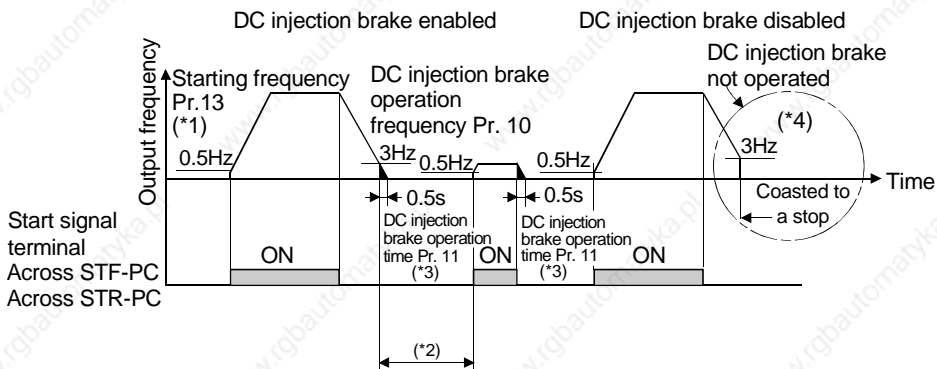 DC injection brake enabled
DC injection brake disabled
Output frequency
Starting frequency
Pr.13
(*1)
0.5Hz
DC injection brake
operation
frequency Pr. 10
3Hz
0.5s
DC injection
brake operation
time Pr. 11
(*3)
0.5Hz
0.5s
DC injection
brake operation
time Pr. 11
(*3)
0.5Hz
DC injection brake
not operated
(*4)
3Hz
Coasted to
a stop
Time
Start signal
terminal
Across STF-PC
Across STR-PC
ON
ON
ON
(*2)
www.rgbautomatyka.pl